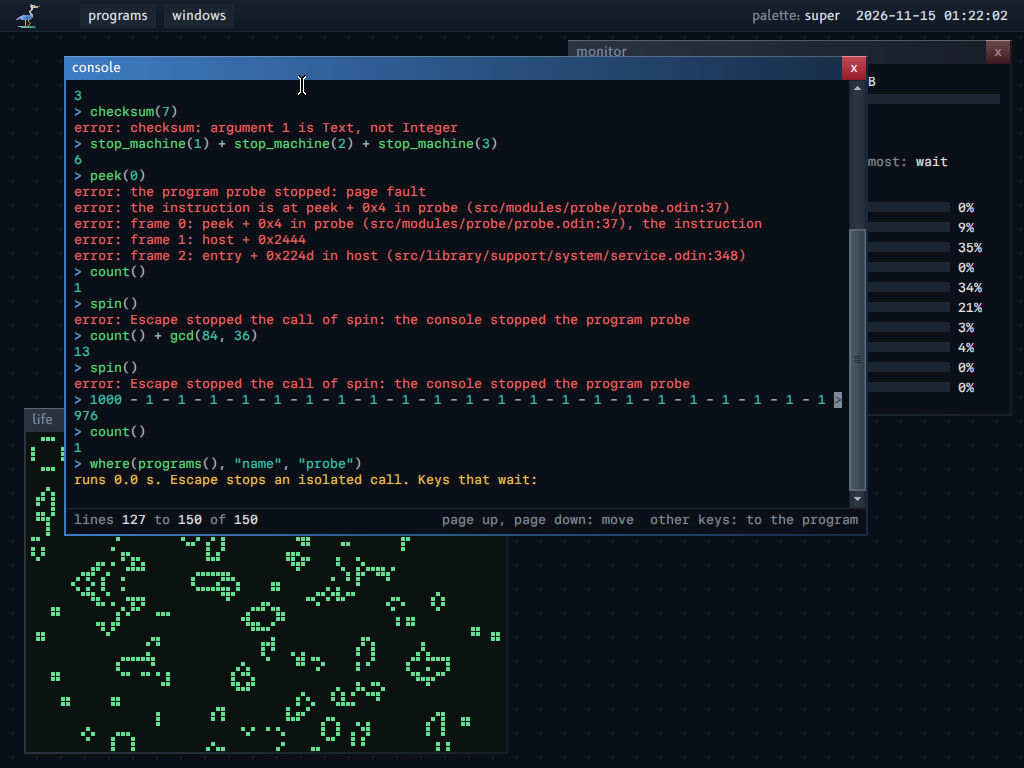 programs windows palette: super 2026-11-15 01:22:02
monitor x
console x
B
3
> checksum(7)
error: checksum: argument 1 is Text, not Integer
> stop_machine(1) + stop_machine(2) + stop_machine(3)
6
most: wait
> peek(0)
error: the program probe stopped: page fault
error: the instruction is at peek + 0x4 in probe (src/modules/probe/probe.odin:37)
error: frame 0: peek + 0x4 in probe (src/modules/probe/probe.odin:37), the instruction
error: frame 1: host + 0x2444
error: frame 2: entry + 0x224d in host (src/library/support/system/service.odin:348)
> count()
1
> spin()
error: Escape stopped the call of spin: the console stopped the program probe
> count() + gcd(84, 36)
13
> spin()
error: Escape stopped the call of spin: the console stopped the program probe
> 1000 - 1 - 1 - 1 - 1 - 1 - 1 - 1 - 1 - 1 - 1 - 1 - 1 - 1 - 1 - 1 - 1 - 1 - 1 - 1 - 1 - 1 - 1 >
976
> count()
1
> where(programs(), "name", "probe")
runs 0.0 s. Escape stops an isolated call. Keys that wait:
lines 127 to 150 of 150 page up, page down: move other keys: to the program
0%
9%
35%
0%
34%
21%
3%
4%
0%
0%
life